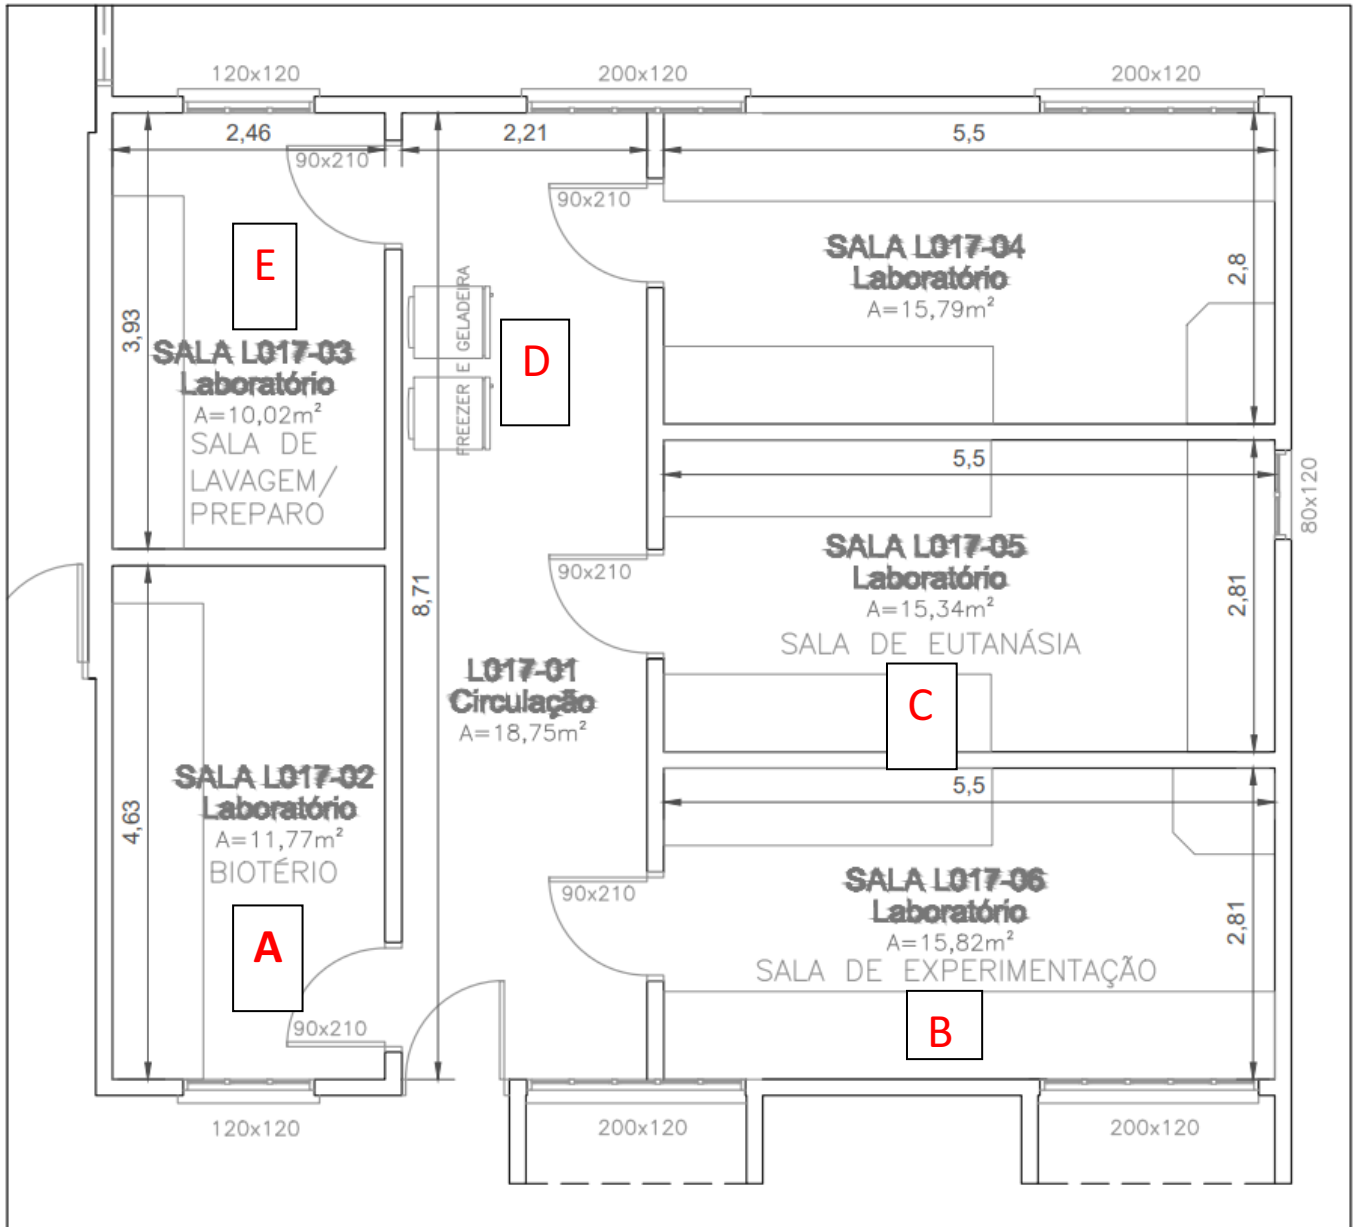 120x120
200x120
200x120
2,46
2,21
5,5
90x210
90x210
E
3,93
SALA L017-03
Laboratório
A=10,02m²
SALA DE
LAVAGEM/
PREPARO
FREEZER E GELADEIRA
D
SALA L017-04
Laboratório
A=15,79m²
2,8
5,5
80x120
SALA L017-05
Laboratório
A=15,34m²
SALA DE EUTANÁSIA
2,81
90x210
C
8,71
L017-01
Circulação
A=18,75m²
4,63
SALA L017-02
Laboratório
A=11,77m²
BIOTÉRIO
A
90x210
5,5
90x210
SALA L017-06
Laboratório
A=15,82m²
SALA DE EXPERIMENTAÇÃO
2,81
B
120x120
200x120
200x120